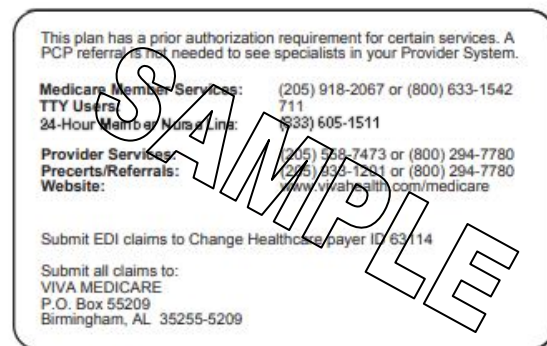 This plan has a prior authorization requirement for certain services. A
PCP referral is not needed to see specialists in your Provider System.
Medicare Member Services: (205) 918-2067 or (800) 633-1542
TTY Users: 711
24-Hour Member Nurse Line: (833) 605-1511
Provider Services: (205) 558-7473 or (800) 294-7780
Precerts/Referrals: (205) 933-1201 or (800) 294-7780
Website: www.vivahealth.com/medicare
Submit EDI claims to Change Healthcare payer ID 63114
Submit all claims to:
VIVA MEDICARE
P.O. Box 55209
Birmingham, AL 35255-5209
SAMPLE